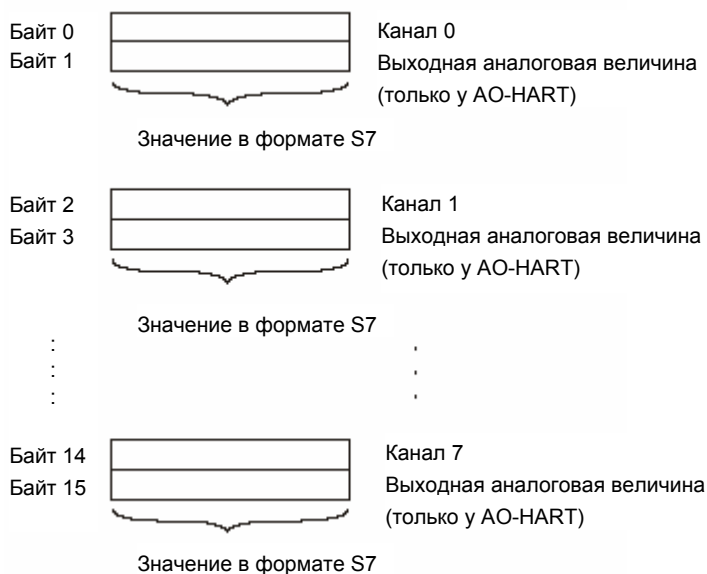 Байт 0
Канал 0
Байт 1
Выходная аналоговая величина
(только у AO-HART)
Значение в формате S7
Байт 2
Канал 1
Байт 3
Выходная аналоговая величина
(только у AO-HART)
Значение в формате S7
:
:
:
Байт 14
Канал 7
Байт 15
Выходная аналоговая величина
(только у AO-HART)
Значение в формате S7